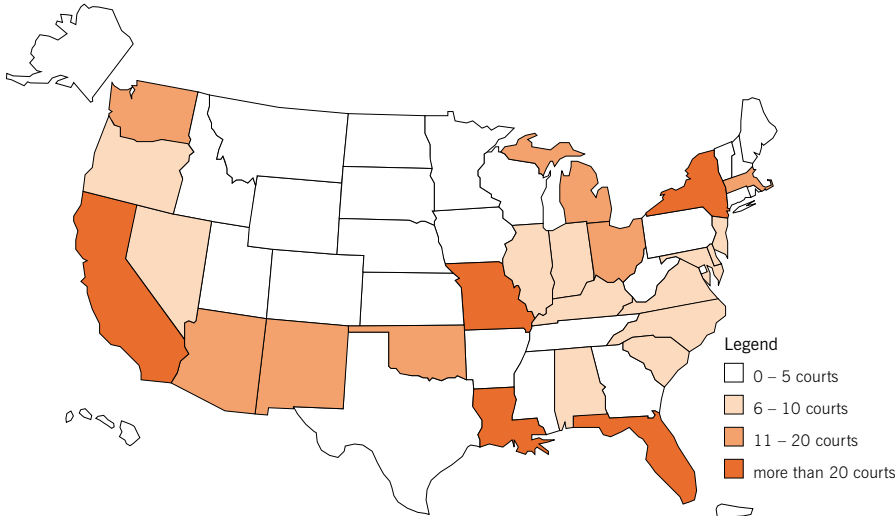 Legend
0 – 5 courts
6 – 10 courts
11 – 20 courts
more than 20 courts